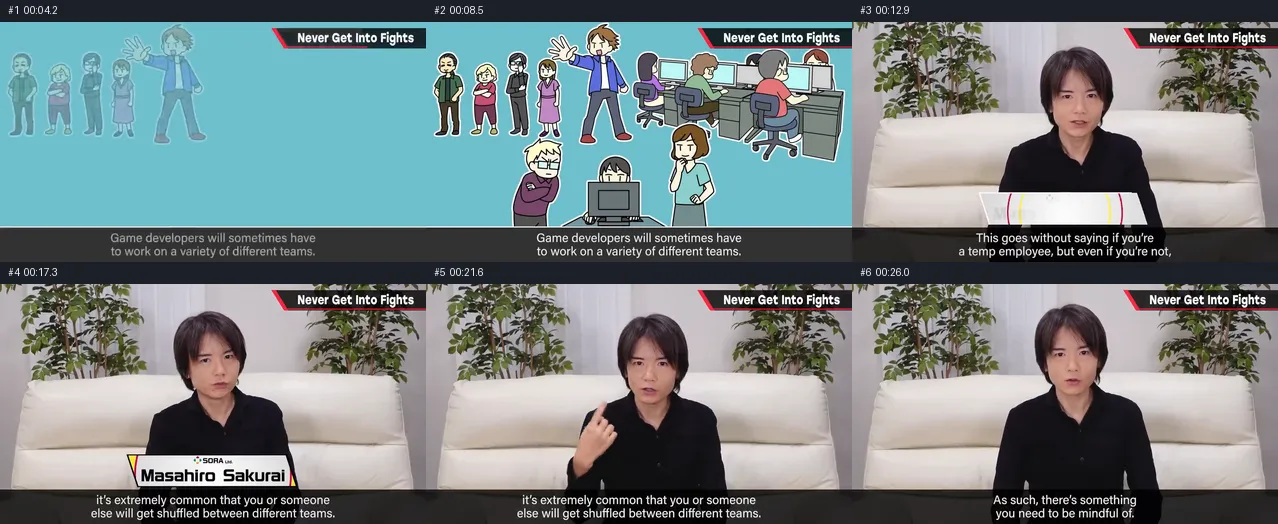 #1 00:04.2
Never Get Into Fights
Game developers will sometimes have
to work on a variety of different teams.
#2 00:08.5
Never Get Into Fights
Game developers will sometimes have
to work on a variety of different teams.
#3 00:12.9
Never Get Into Fights
This goes without saying if you're
a temp employee, but even if you're not,
#4 00:17.3
Never Get Into Fights
SORA Ltd.
Masahiro Sakurai
it's extremely common that you or someone
else will get shuffled between different teams.
#5 00:21.6
Never Get Into Fights
it's extremely common that you or someone
else will get shuffled between different teams.
#6 00:26.0
Never Get Into Fights
As such, there's something
you need to be mindful of.